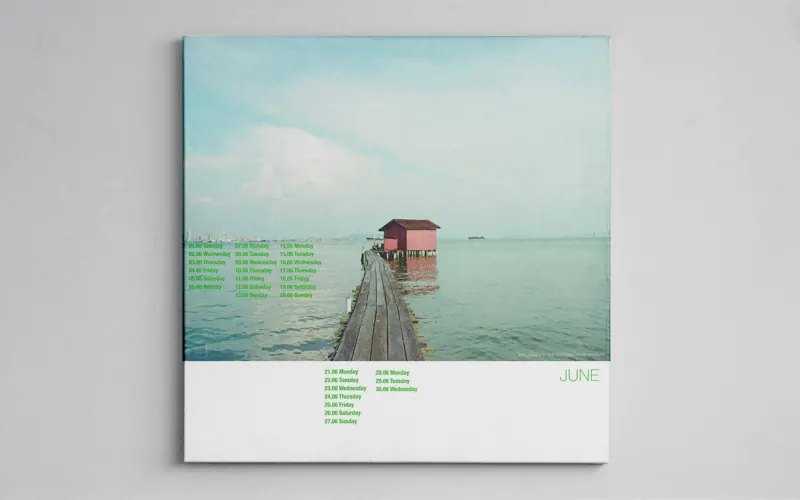 01.06 Tuesday
02.06 Wednesday
03.06 Thursday
04.06 Friday
05.06 Saturday
06.06 Sunday
07.06 Monday
08.06 Tuesday
09.06 Wednesday
10.06 Thursday
11.06 Friday
12.06 Saturday
13.06 Sunday
14.06 Monday
15.06 Tuesday
16.06 Wednesday
17.06 Thursday
18.06 Friday
19.06 Saturday
20.06 Sunday
21.06 Monday
22.06 Tuesday
23.06 Wednesday
24.06 Thursday
25.06 Friday
26.06 Saturday
27.06 Sunday
28.06 Monday
29.06 Tuesday
30.06 Wednesday
JUNE